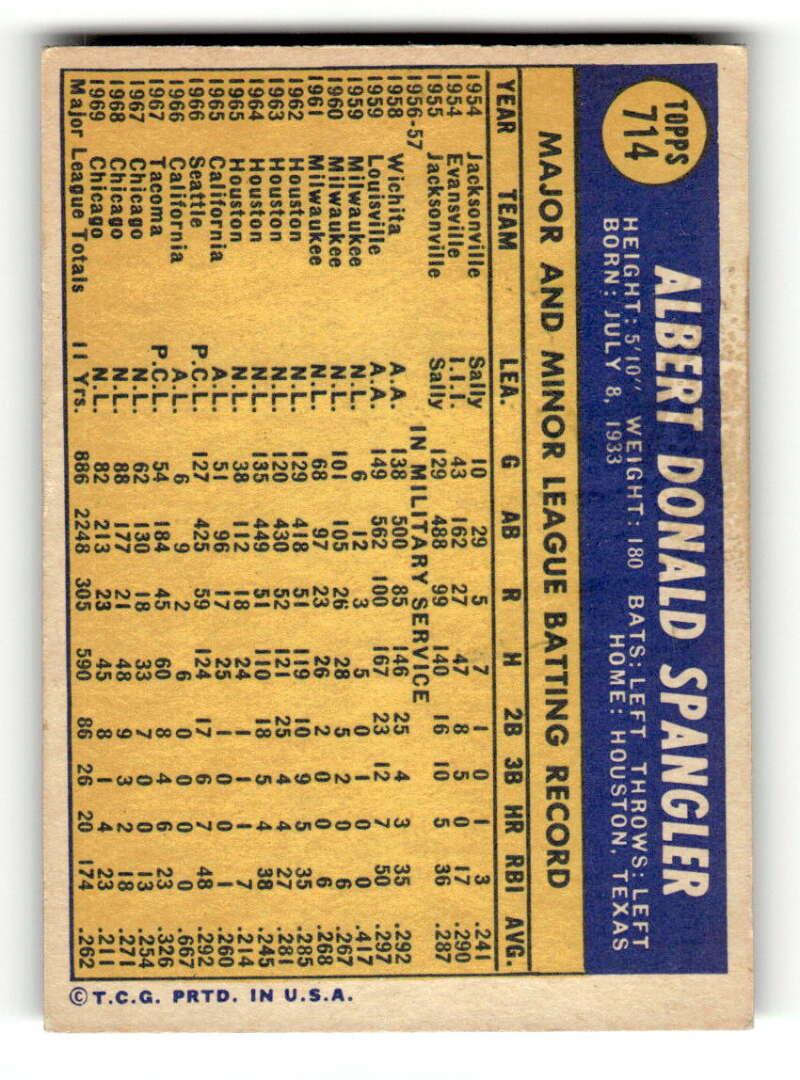 TOPPS
714
ALBERT DONALD SPANGLER
HEIGHT: 5'10" WEIGHT: 180 BATS: LEFT THROWS: LEFT
BORN: JULY 8, 1933 HOME: HOUSTON, TEXAS
MAJOR AND MINOR LEAGUE BATTING RECORD
YEAR TEAM LEA. G AB R H 2B 3B HR RBI AVG.
1954 Jacksonville Sally 10 29 5 7 1 0 1 3 .241
1954 Evansville I.I.I. 43 162 27 47 8 5 0 17 .290
1955 Jacksonville Sally 129 488 99 140 16 10 5 36 .287
1956-57 IN MILITARY SERVICE
1958 Wichita A.A. 138 500 85 146 25 4 3 35 .292
1959 Louisville A.A. 149 562 100 167 23 12 7 50 .297
1959 Milwaukee N.L. 6 12 3 5 0 1 0 0 .417
1960 Milwaukee N.L. 101 105 26 28 5 2 0 6 .267
1961 Milwaukee N.L. 68 97 23 26 2 0 0 6 .268
1962 Houston N.L. 129 418 51 119 10 9 5 35 .285
1963 Houston N.L. 120 430 52 121 25 4 4 27 .281
1964 Houston N.L. 135 449 51 110 18 5 4 38 .245
1965 Houston N.L. 38 112 18 24 1 1 1 7 .214
1965 California A.L. 51 96 17 25 1 0 0 1 .260
1966 Seattle P.C.L. 127 425 59 124 17 6 7 48 .292
1966 California A.L. 6 9 2 6 0 0 0 0 .667
1967 Tacoma P.C.L. 54 184 45 60 8 4 6 23 .326
1967 Chicago N.L. 62 130 18 33 7 0 0 13 .254
1968 Chicago N.L. 88 177 21 48 9 3 2 18 .271
1969 Chicago N.L. 82 213 23 45 8 1 4 23 .211
Major League Totals 11 Yrs. 886 2248 305 590 86 26 20 174 .262
© T.C.G. PRTD. IN U.S.A.